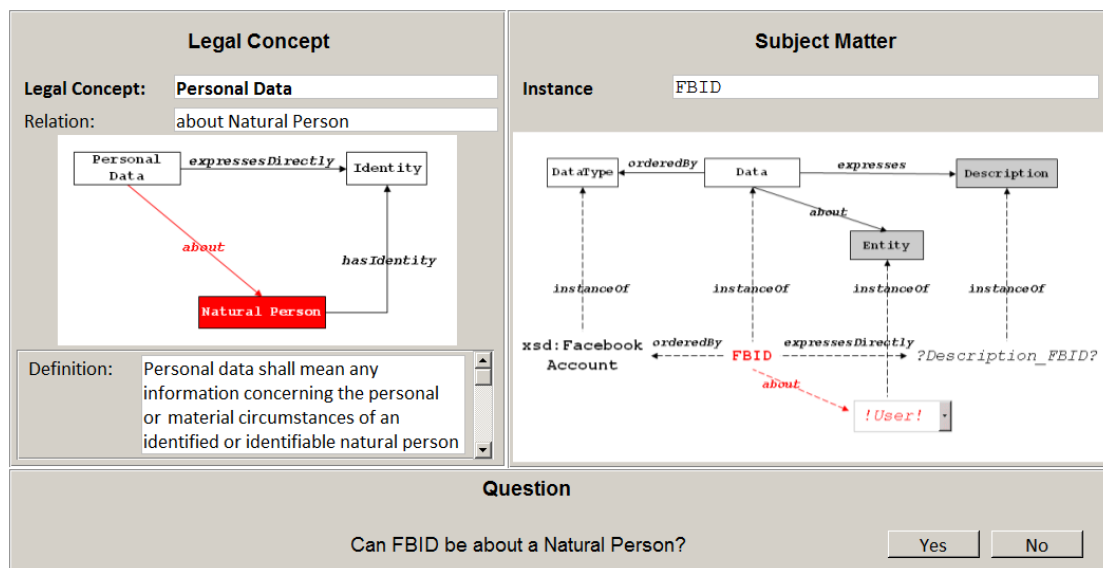 Legal Concept
Legal Concept: Personal Data
Relation: about Natural Person
Personal
Data
expressesDirectly
Identity
about
hasIdentity
Natural Person
Definition: Personal data shall mean any
information concerning the personal
or material circumstances of an
identified or identifiable natural person
Subject Matter
Instance FBID
DataType
orderedBy
Data
expresses
Description
about
Entity
instanceOf instanceOf instanceOf instanceOf
xsd:Facebook
Account
orderedBy
FBID
expressesDirectly
?Description_FBID?
about
!User!
Question
Can FBID be about a Natural Person?
Yes No